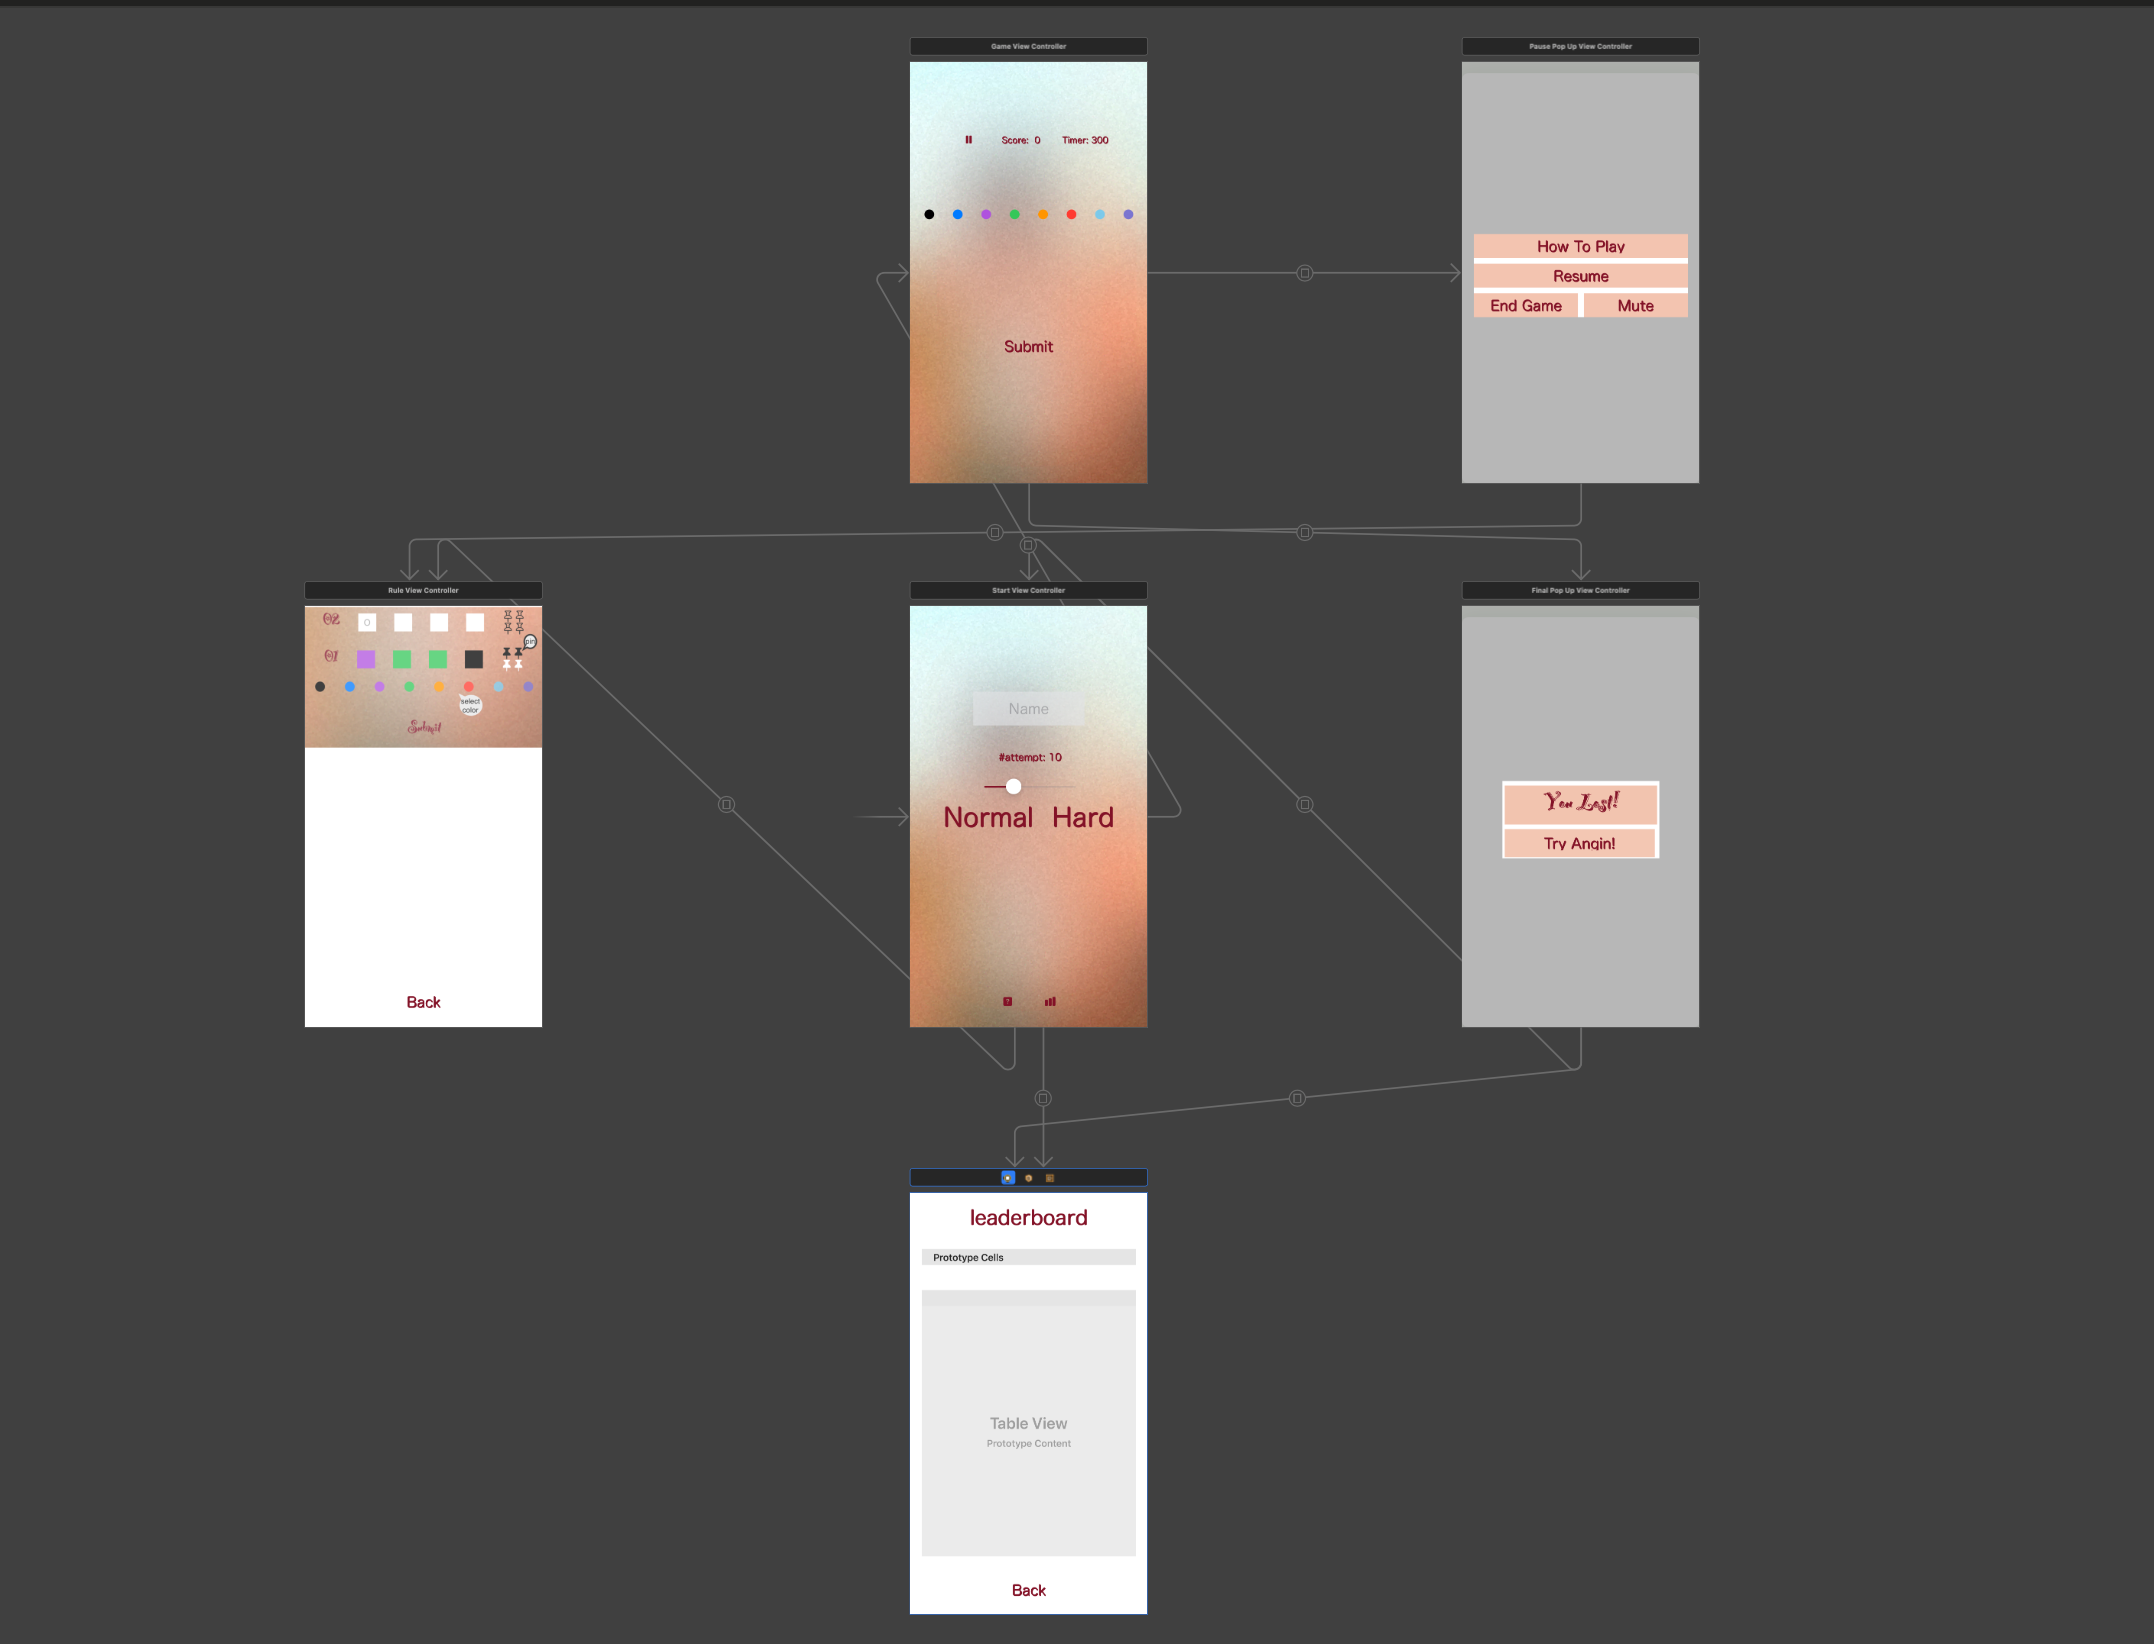 Game View Controller
Pause Pop Up View Controller
Score: 0
Timer: 300
How To Play
Resume
End Game
Mute
Submit
Rule View Controller
Start View Controller
Final Pop Up View Controller
02
0
pin
01
select
color
Submit
Name
#attempt: 10
Normal Hard
You Lost!
Try Again!
Back
?
leaderboard
Prototype Cells
Table View
Prototype Content
Back